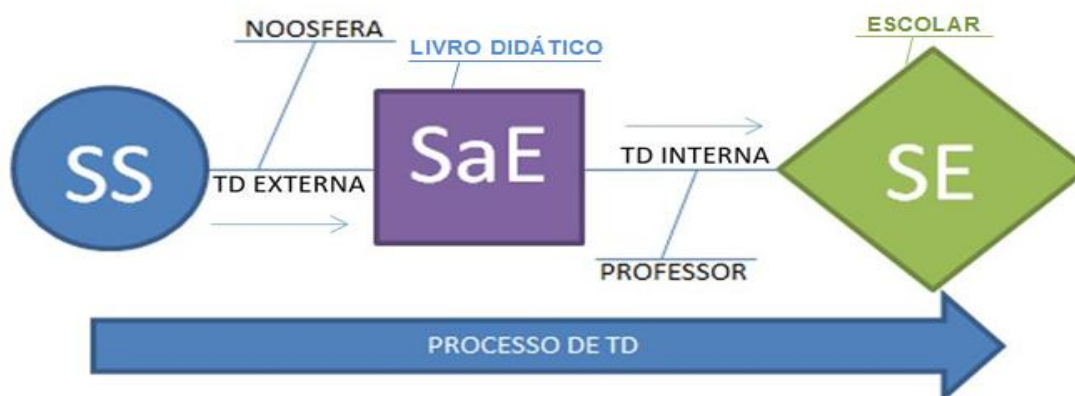 NOOSFERA
LIVRO DIDÁTICO
ESCOLAR
SS
TD EXTERNA
SaE
TD INTERNA
SE
PROFESSOR
PROCESSO DE TD